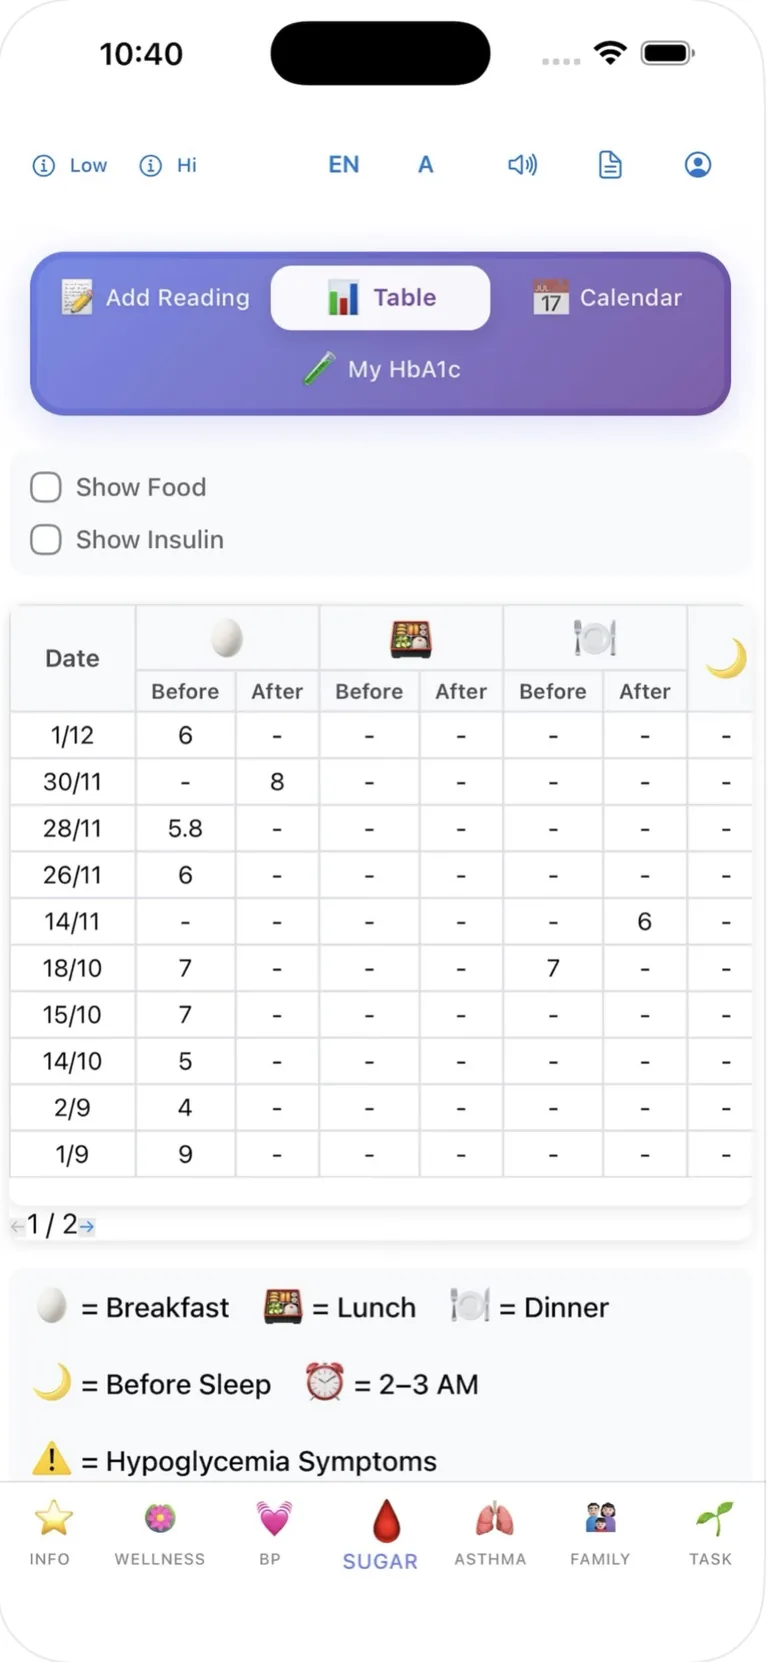 10:40
Low Hi EN A
Add Reading Table JUL 17 Calendar
My HbA1c
Show Food
Show Insulin
Date
Before After Before After Before After
1/12 6 - - - - - -
30/11 - 8 - - - - -
28/11 5.8 - - - - - -
26/11 6 - - - - - -
14/11 - - - - - 6 -
18/10 7 - - - 7 - -
15/10 7 - - - - - -
14/10 5 - - - - - -
2/9 4 - - - - - -
1/9 9 - - - - - -
←1 / 2→
= Breakfast = Lunch = Dinner
= Before Sleep = 2–3 AM
= Hypoglycemia Symptoms
INFO WELLNESS BP SUGAR ASTHMA FAMILY TASK